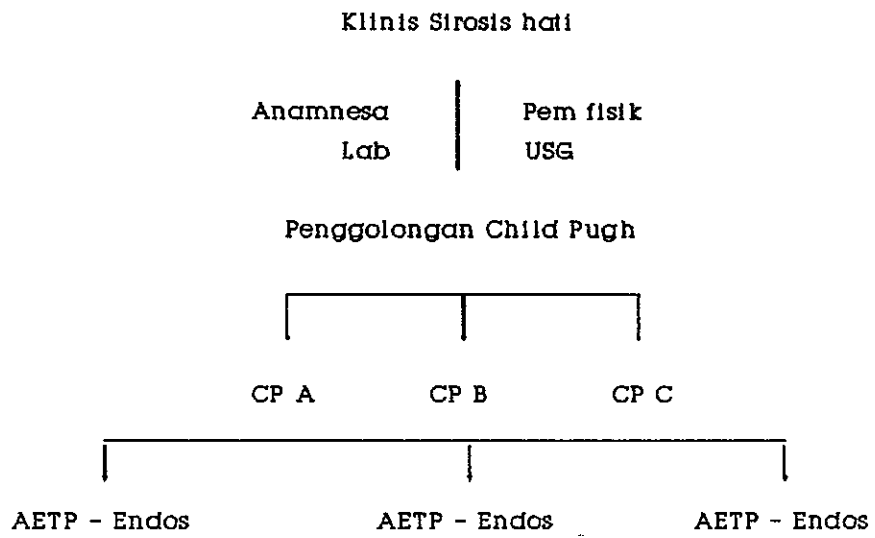 Klinis Sirosis hati
Anamnesa Pem fisik
Lab USG
Penggolongan Child Pugh
CP A CP B CP C
AETP - Endos AETP - Endos AETP - Endos